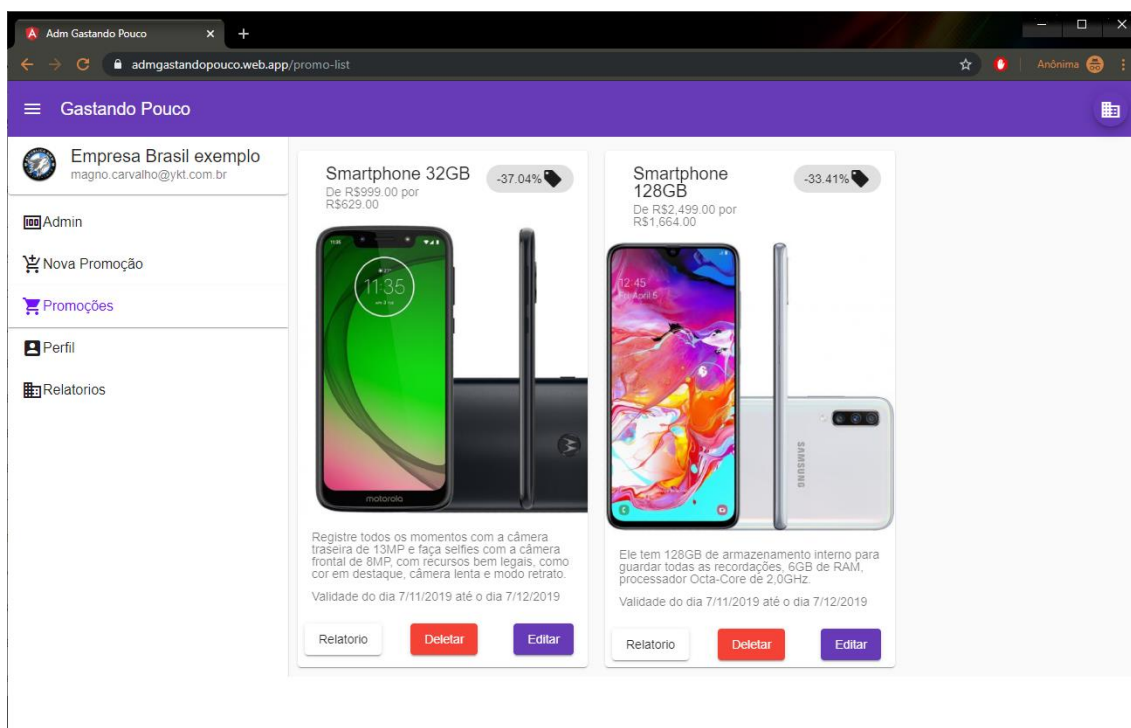 Adm Gastando Pouco
admgastandopouco.web.app/promo-list
Anônima
Gastando Pouco
Empresa Brasil exemplo
magno.carvalho@ykt.com.br
Admin
Nova Promoção
Promoções
Perfil
Relatorios
Smartphone 32GB
-37.04%
De R$999.00 por
R$629.00
11:35
motorola
Registre todos os momentos com a câmera
traseira de 13MP e faça selfies com a câmera
frontal de 8MP, com recursos bem legais, como
cor em destaque, câmera lenta e modo retrato.
Validade do dia 7/11/2019 até o dia 7/12/2019
Relatorio
Deletar
Editar
Smartphone
128GB
-33.41%
De R$2,499.00 por
R$1,664.00
12:45
Fri, April 5
SAMSUNG
Ele tem 128GB de armazenamento interno para
guardar todas as recordações, 6GB de RAM,
processador Octa-Core de 2,0GHz.
Validade do dia 7/11/2019 até o dia 7/12/2019
Relatorio
Deletar
Editar